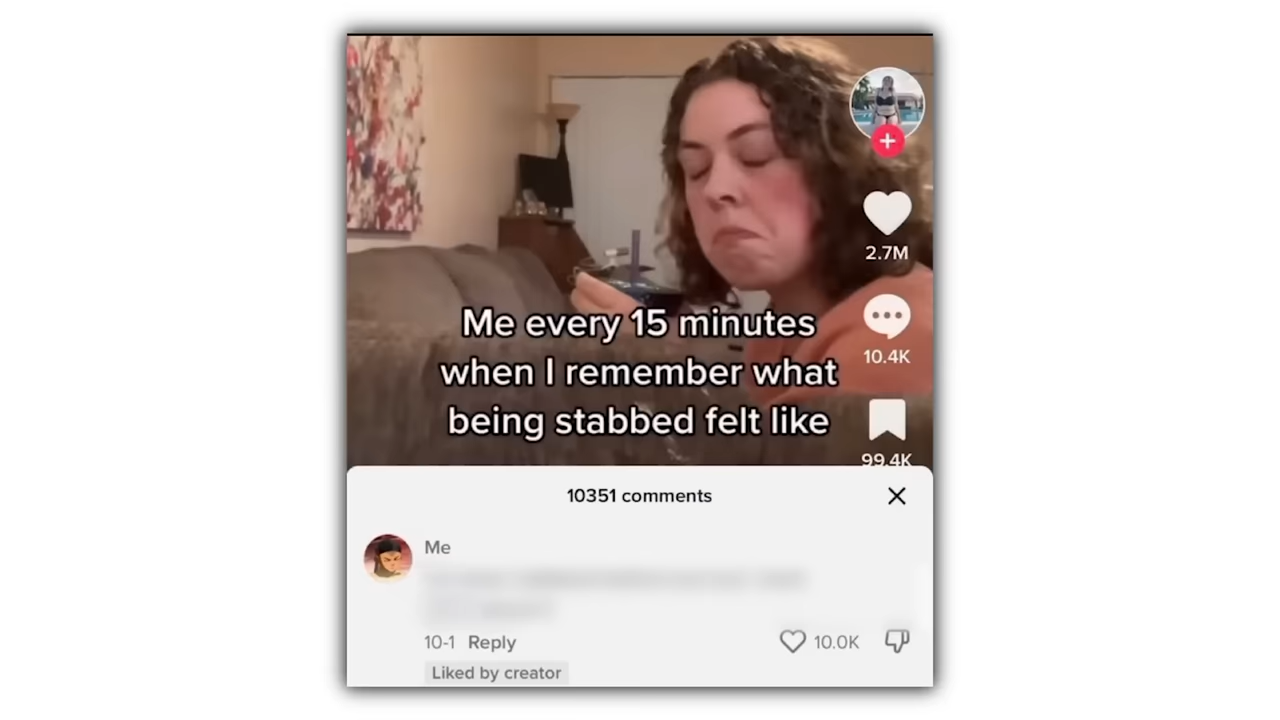 2.7M
Me every 15 minutes
when I remember what
being stabbed felt like
10.4K
99.4K
10351 comments
Me
10-1 Reply
10.0K
Liked by creator